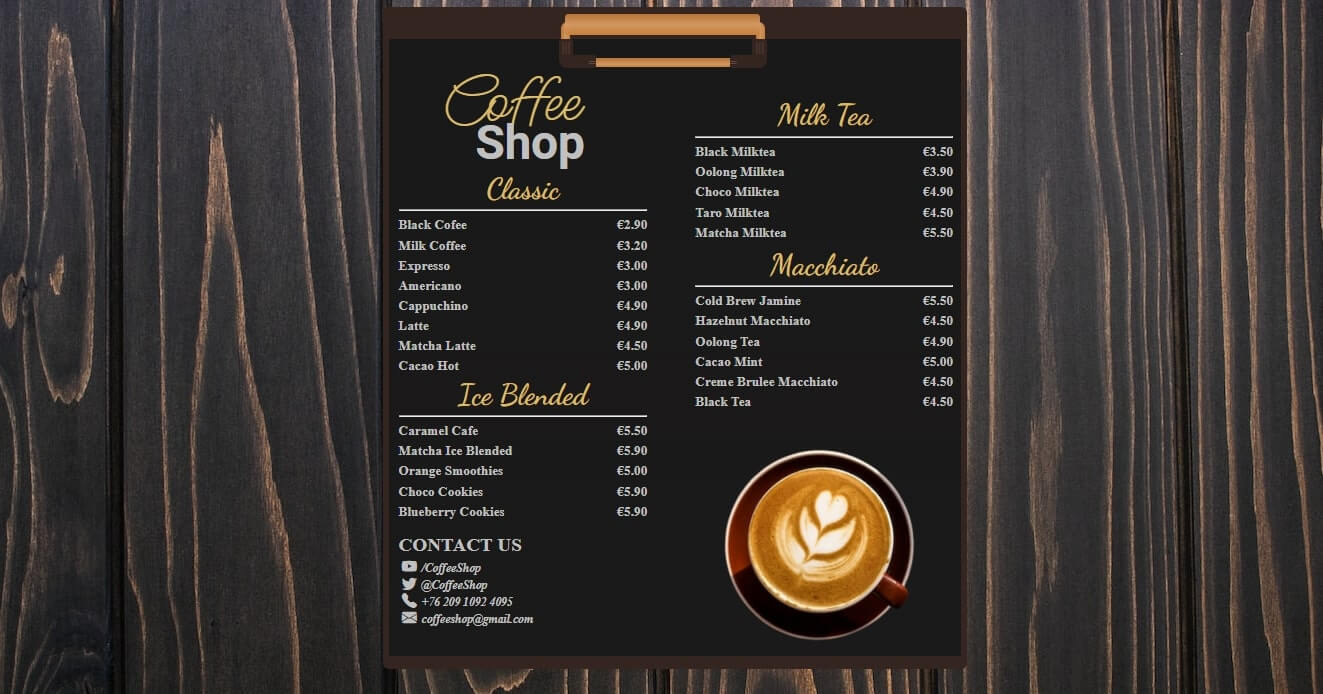 Coffee
Shop
Classic
Black Cofee €2.90
Milk Coffee €3.20
Expresso €3.00
Americano €3.00
Cappuchino €4.90
Latte €4.90
Matcha Latte €4.50
Cacao Hot €5.00
Ice Blended
Caramel Cafe €5.50
Matcha Ice Blended €5.90
Orange Smoothies €5.00
Choco Cookies €5.90
Blueberry Cookies €5.90
CONTACT US
/CoffeeShop
@CoffeeShop
+76 209 1092 4095
coffeeshop@gmail.com
Milk Tea
Black Milktea €3.50
Oolong Milktea €3.90
Choco Milktea €4.90
Taro Milktea €4.50
Matcha Milktea €5.50
Macchiato
Cold Brew Jamine €5.50
Hazelnut Macchiato €4.50
Oolong Tea €4.90
Cacao Mint €5.00
Creme Brulee Macchiato €4.50
Black Tea €4.50